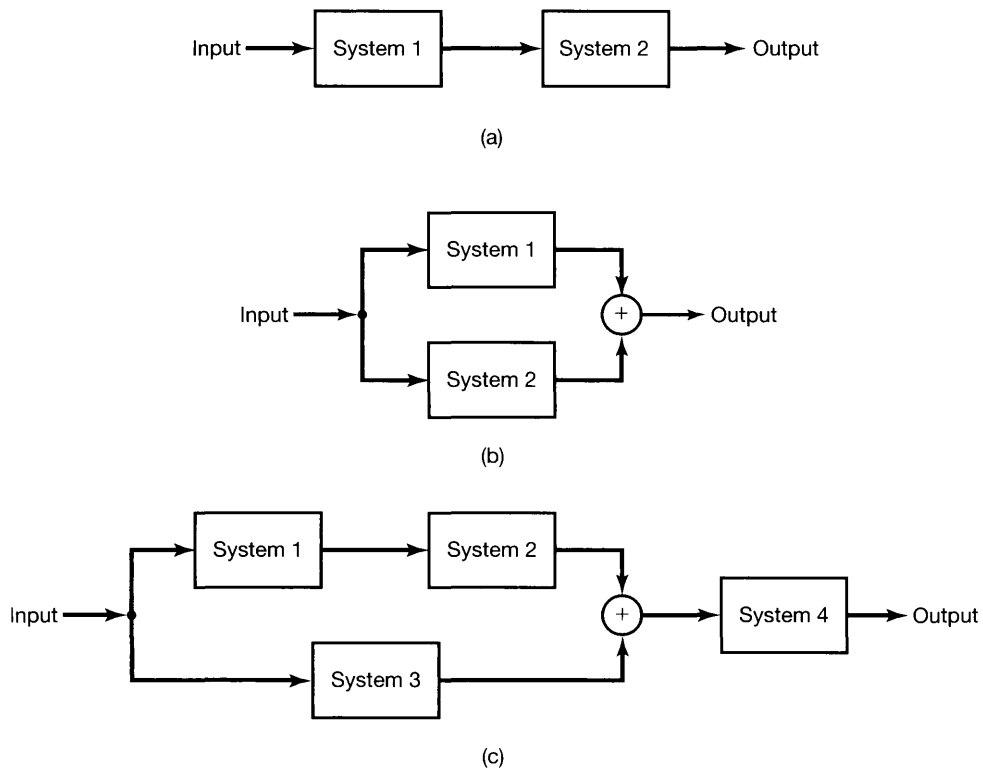 Input System 1 System 2 Output
(a)
System 1
Input + Output
System 2
(b)
System 1 System 2
Input + System 4 Output
System 3
(c)